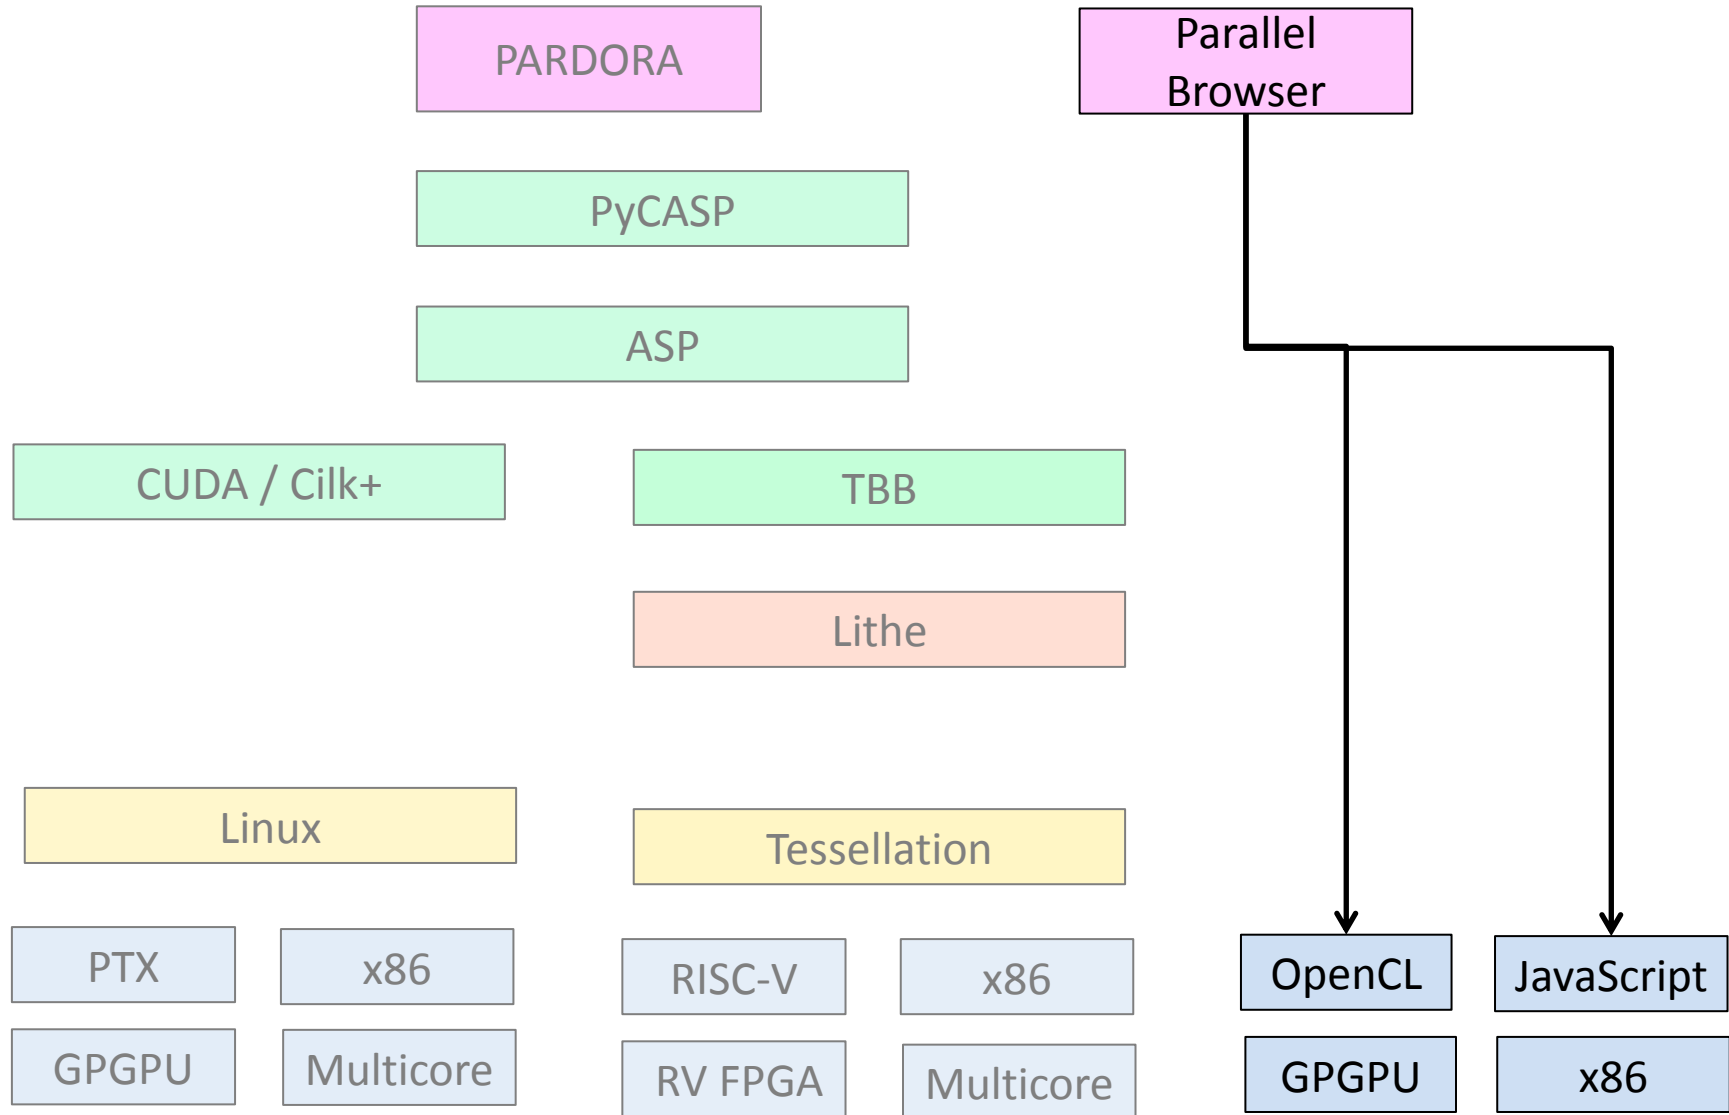 PARDORA
Parallel
Browser
PyCASP
ASP
CUDA / Cilk+
TBB
Lithe
Linux
Tessellation
PTX
x86
RISC-V
x86
OpenCL
JavaScript
GPGPU
Multicore
RV FPGA
Multicore
GPGPU
x86